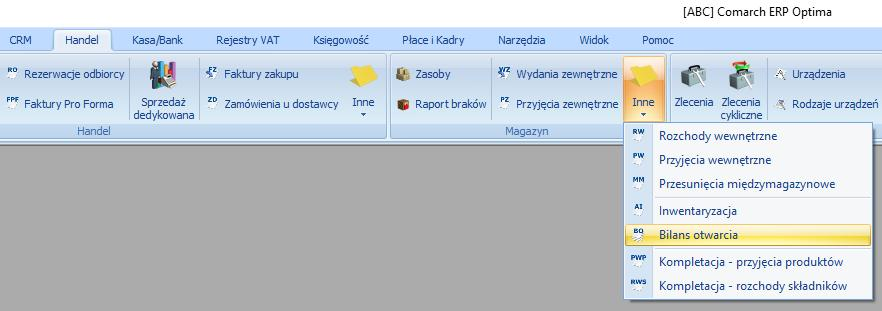 [ABC] Comarch ERP Optima
CRM Handel Kasa/Bank Rejestry VAT Księgowość Płace i Kadry Narzędzia Widok Pomoc
RO Rezerwacje odbiorcy
FPF Faktury Pro Forma
Sprzedaż
dedykowana
FZ Faktury zakupu
ZD Zamówienia u dostawcy
Inne
Handel
Zasoby
Raport braków
WZ Wydania zewnętrzne
PZ Przyjęcia zewnętrzne
Inne
Magazyn
Zlecenia
Zlecenia
cykliczne
Urządzenia
Rodzaje urządzeń
RW Rozchody wewnętrzne
PW Przyjęcia wewnętrzne
MM Przesunięcia międzymagazynowe
AI Inwentaryzacja
BO Bilans otwarcia
PWP Kompletacja - przyjęcia produktów
RWS Kompletacja - rozchody składników